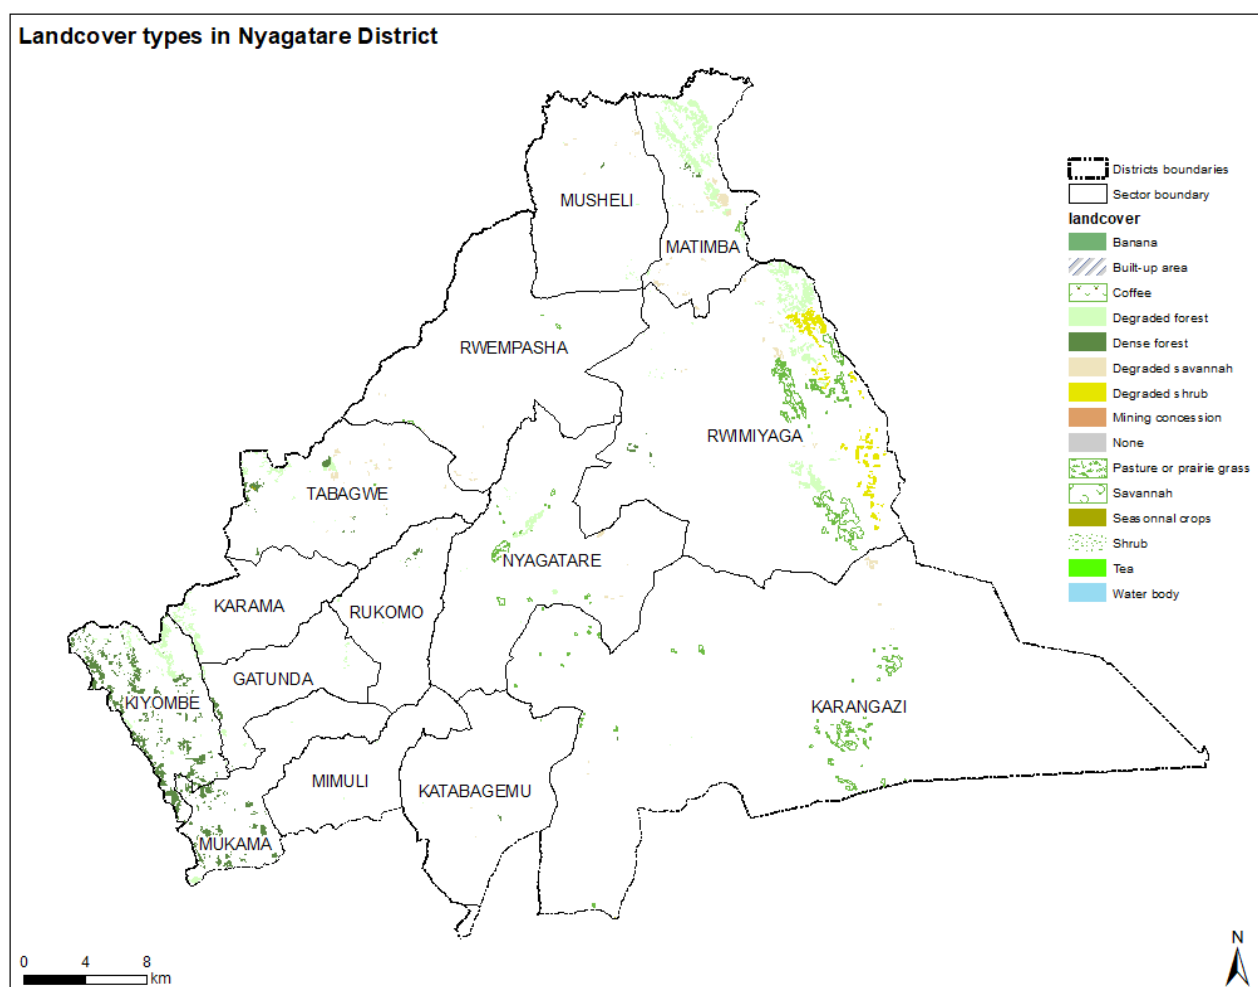 Landcover types in Nyagatare District
Districts boundaries
Sector boundary
landcover
Banana
Built-up area
Coffee
Degraded forest
Dense forest
Degraded savannah
Degraded shrub
Mining concession
None
Pasture or prairie grass
Savannah
Seasonnal crops
Shrub
Tea
Water body
MUSHELI
MATIMBA
RWEMPASHA
RWIMIYAGA
TABAGWE
NYAGATARE
KARAMA
RUKOMO
GATUNDA
KIYOMBE
KARANGAZI
MIMULI
KATABAGEMU
MUKAMA
0 4 8
km
N